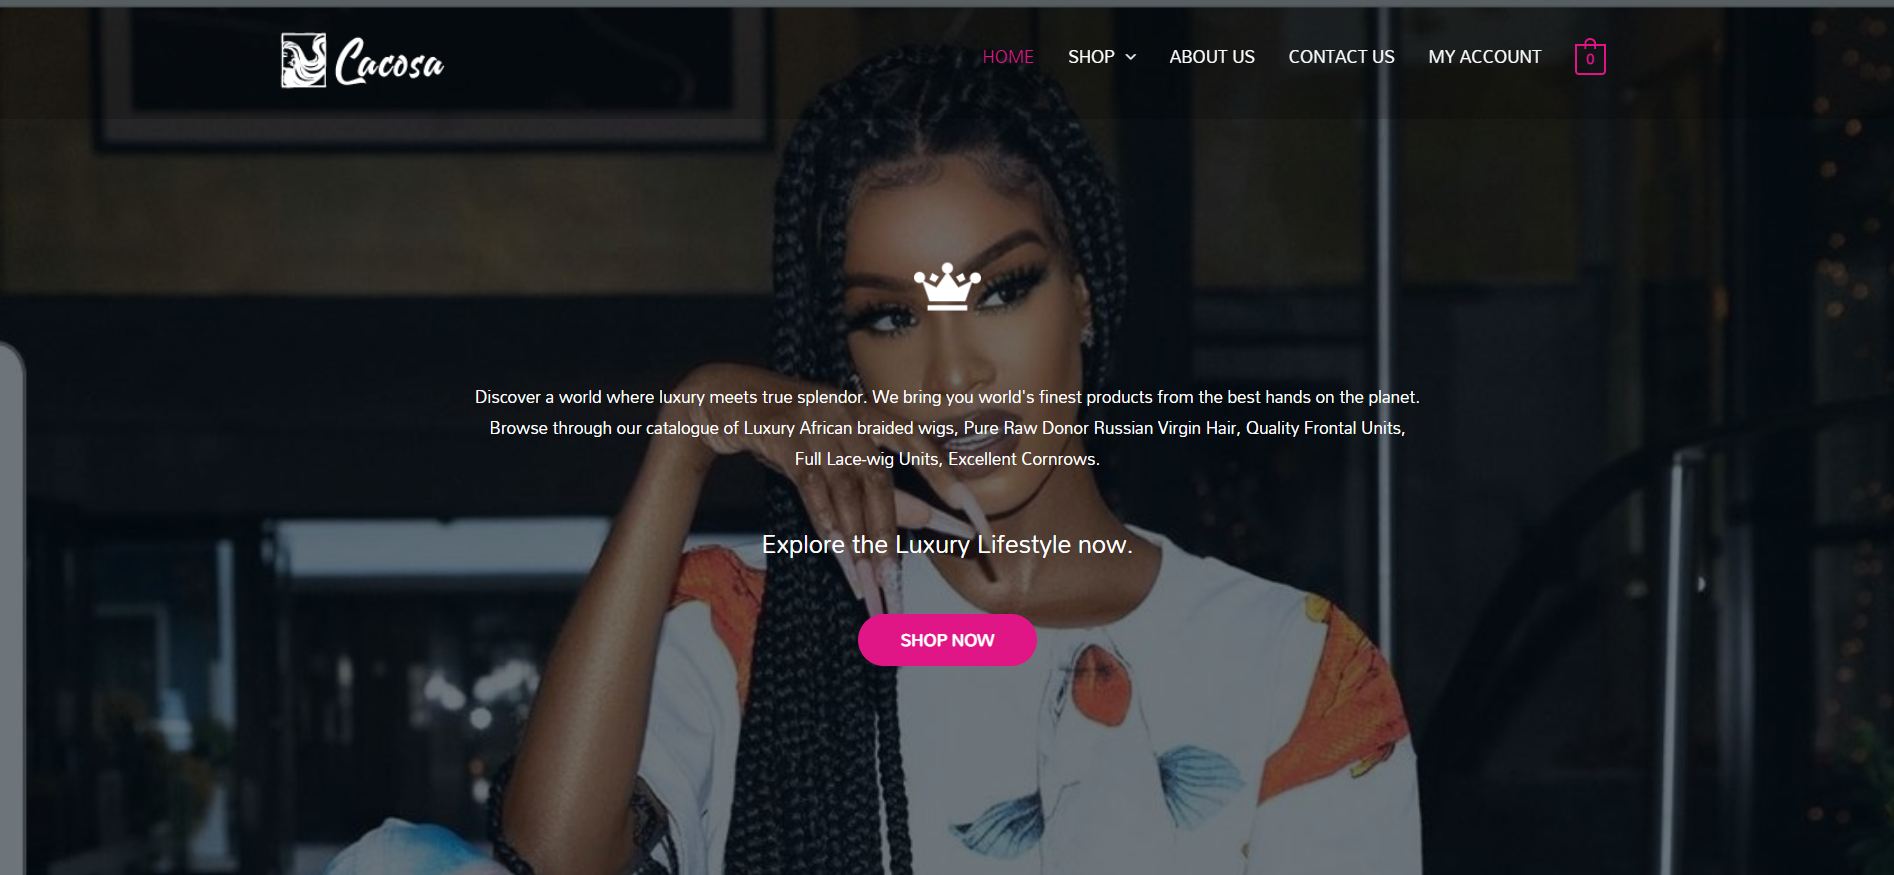 Cacosa
HOME SHOP ABOUT US CONTACT US MY ACCOUNT 0
Discover a world where luxury meets true splendor. We bring you world's finest products from the best hands on the planet.
Browse through our catalogue of Luxury African braided wigs, Pure Raw Donor Russian Virgin Hair, Quality Frontal Units,
Full Lace-wig Units, Excellent Cornrows.
Explore the Luxury Lifestyle now.
SHOP NOW